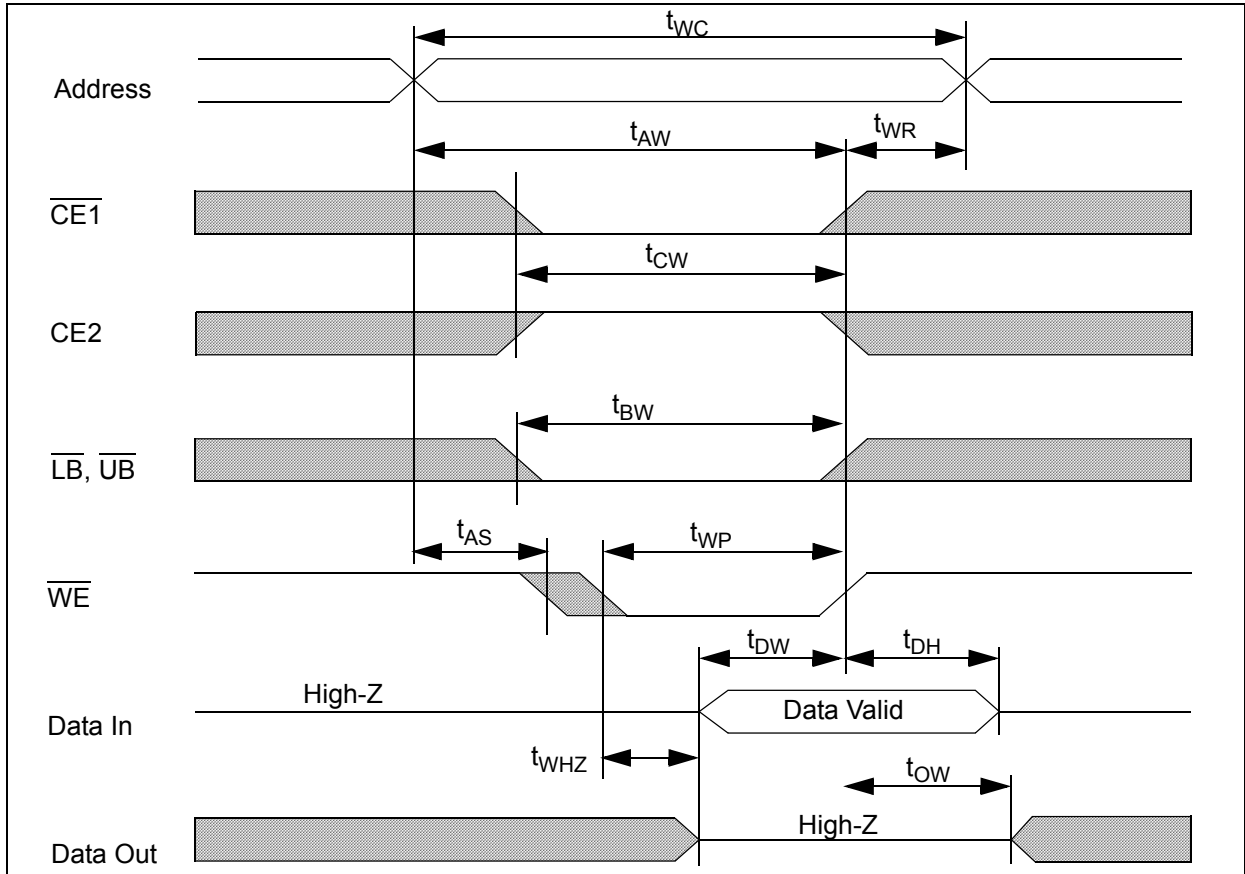 tWC
Address
tAW
tWR
CE1
tCW
CE2
tBW
LB, UB
tAS
tWP
WE
tDW
tDH
High-Z
Data Valid
Data In
tWHZ
tOW
High-Z
Data Out